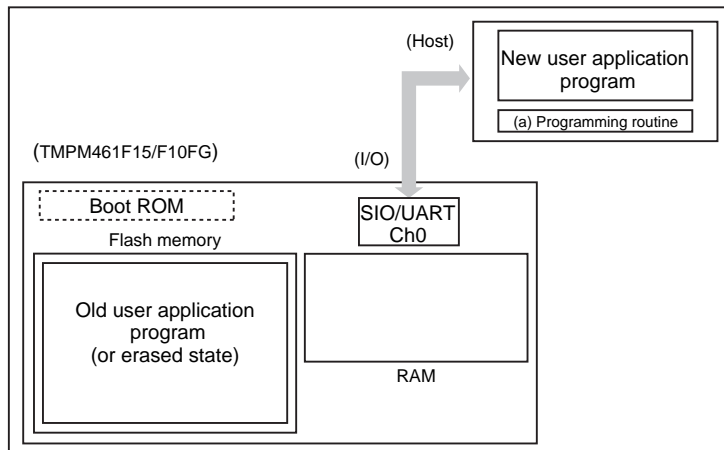 (Host)
New user application
program
(a) Programming routine
(TMPM461F15/F10FG)
(I/O)
Boot ROM
SIO/UART
Ch0
Flash memory
Old user application
program
(or erased state)
RAM